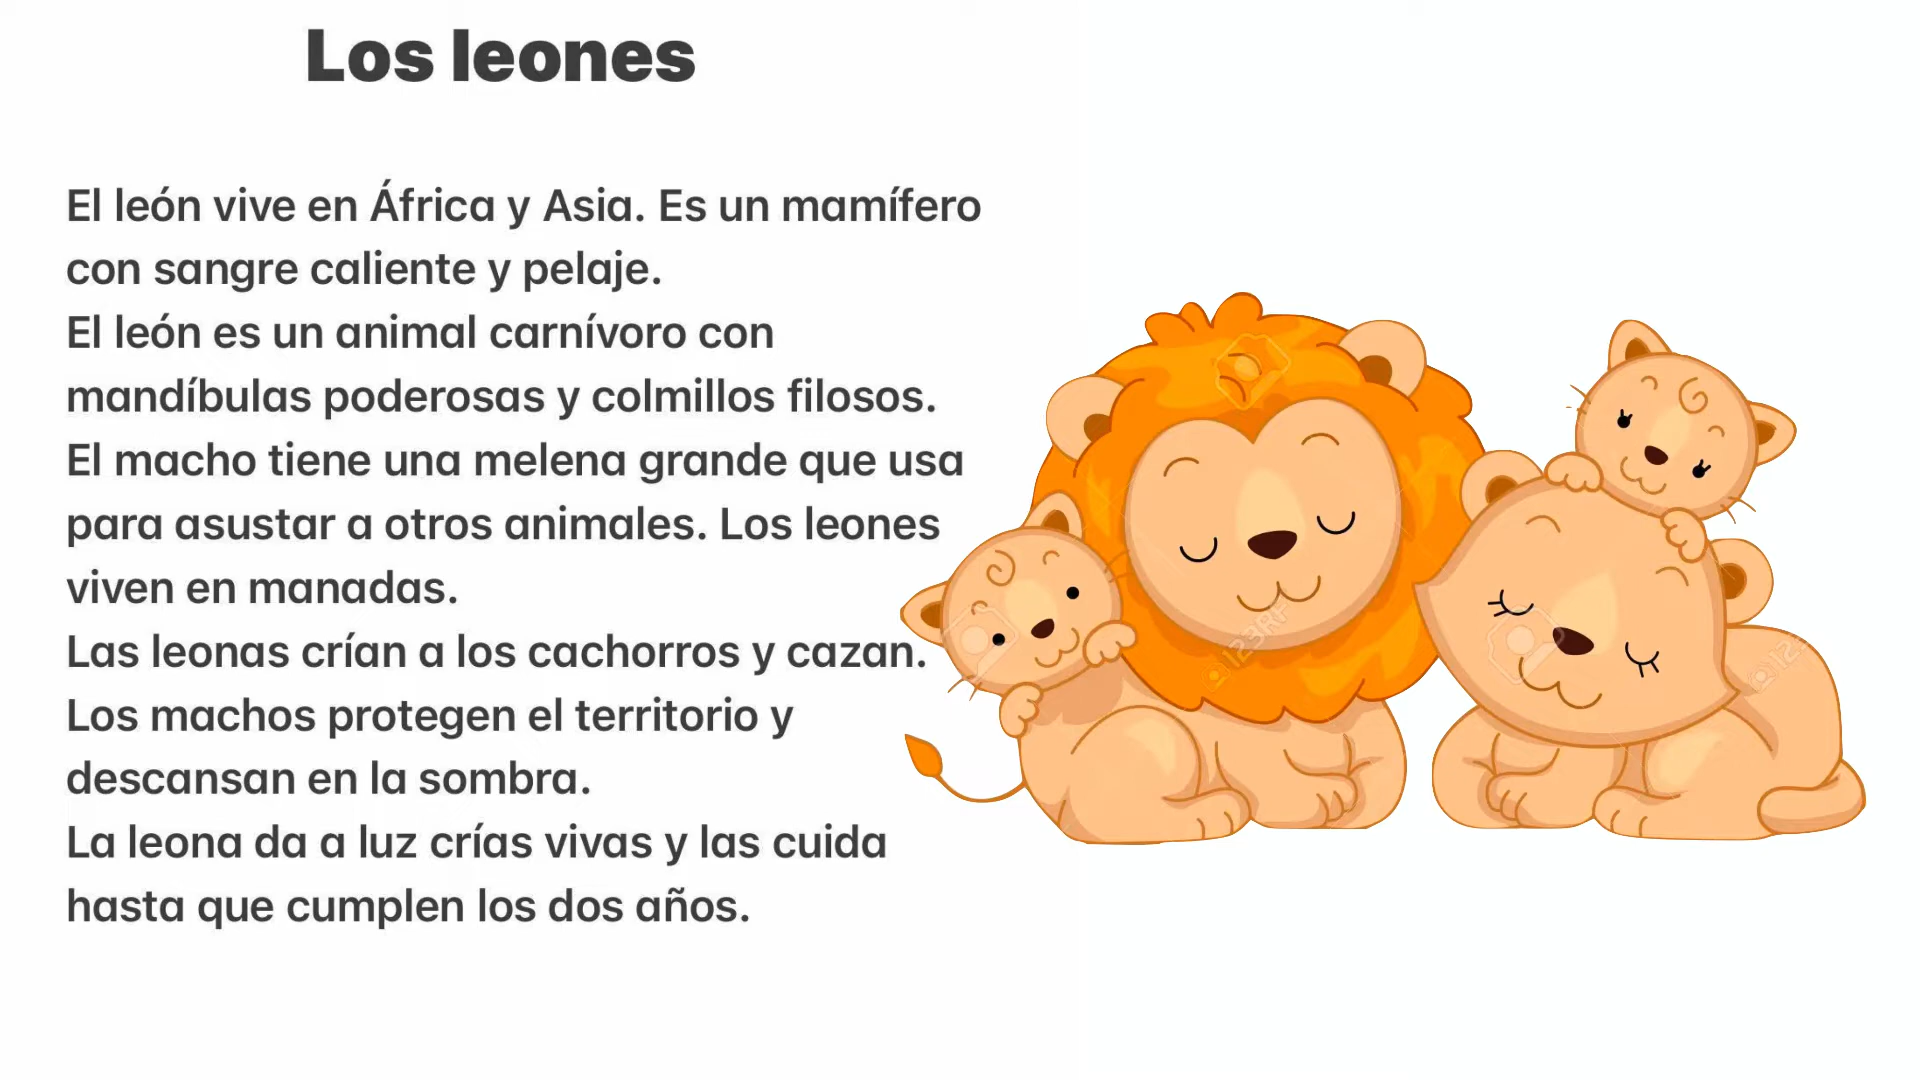 Los leones
El león vive en África y Asia. Es un mamífero
con sangre caliente y pelaje.
El león es un animal carnívoro con
mandíbulas poderosas y colmillos filosos.
El macho tiene una melena grande que usa
para asustar a otros animales. Los leones
viven en manadas.
Las leonas crían a los cachorros y cazan.
Los machos protegen el territorio y
descansan en la sombra.
La leona da a luz crías vivas y las cuida
hasta que cumplen los dos años.
123RF